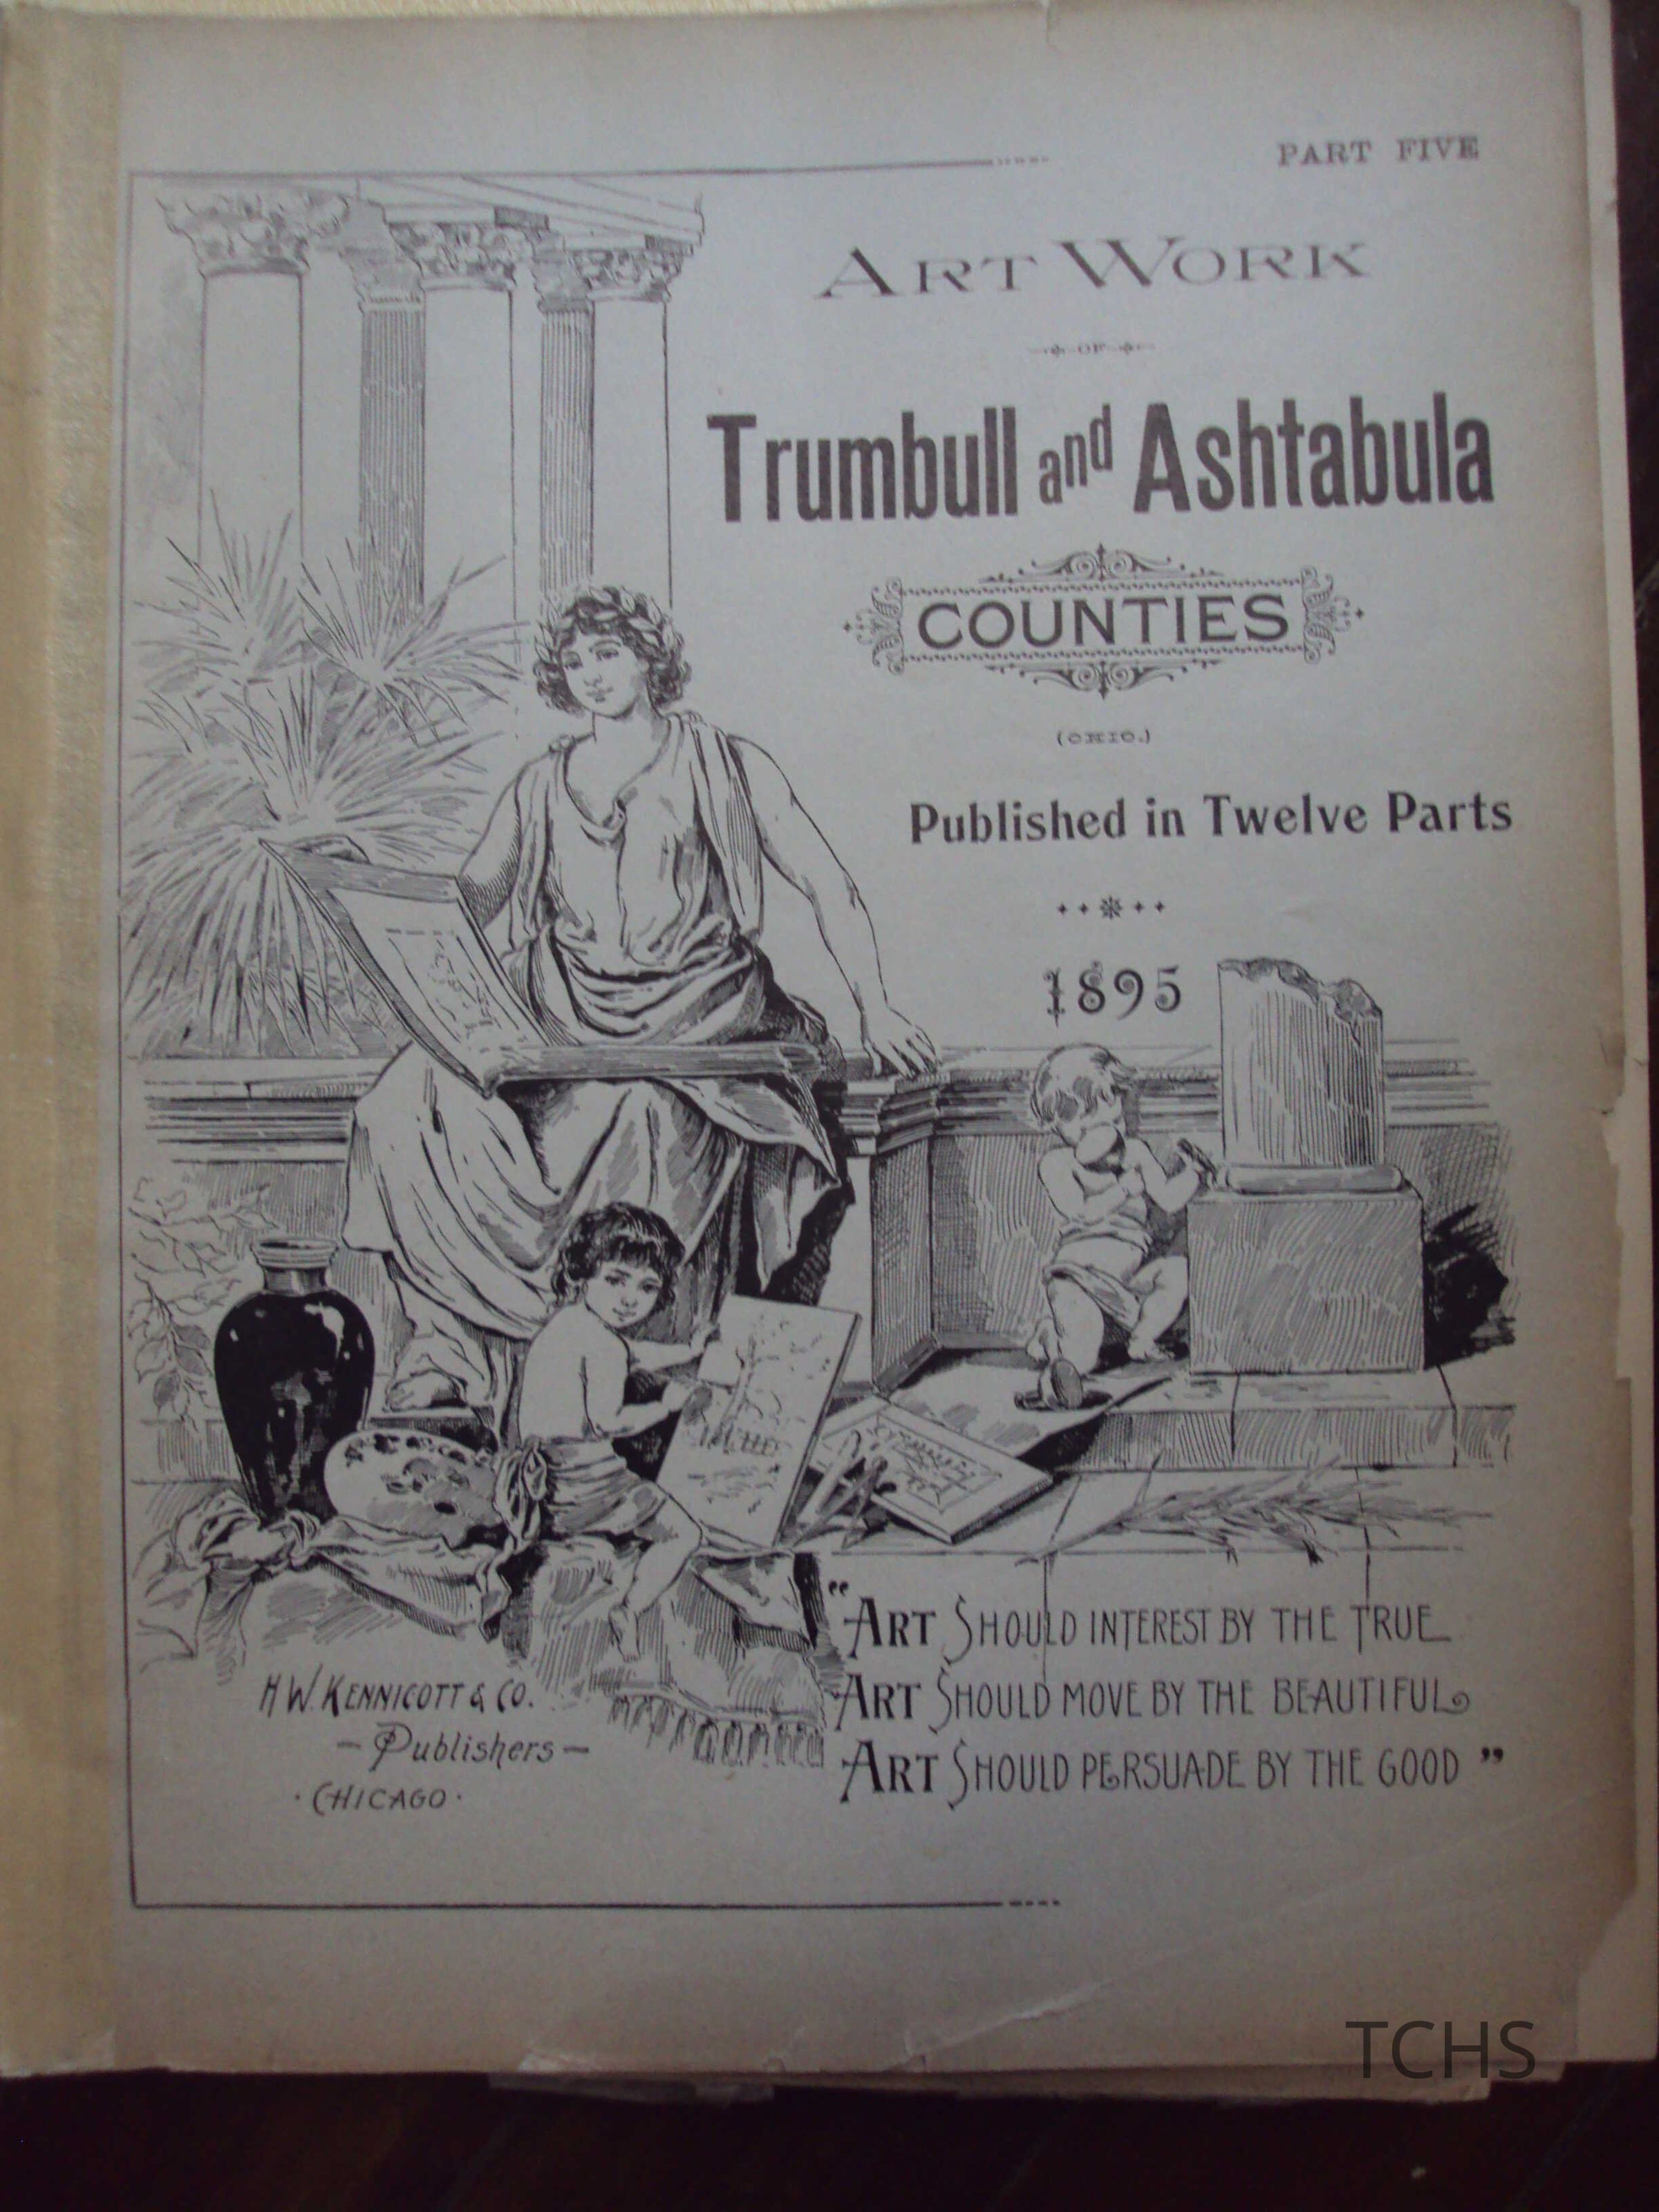 PART FIVE
ART WORK
OF
Trumbull and Ashtabula
COUNTIES
(OHIO.)
Published in Twelve Parts
1895
"ART SHOULD INTEREST BY THE TRUE
ART SHOULD MOVE BY THE BEAUTIFUL
ART SHOULD PERSUADE BY THE GOOD"
H.W. KENNICOTT & CO.
- Publishers -
· CHICAGO ·
TCHS